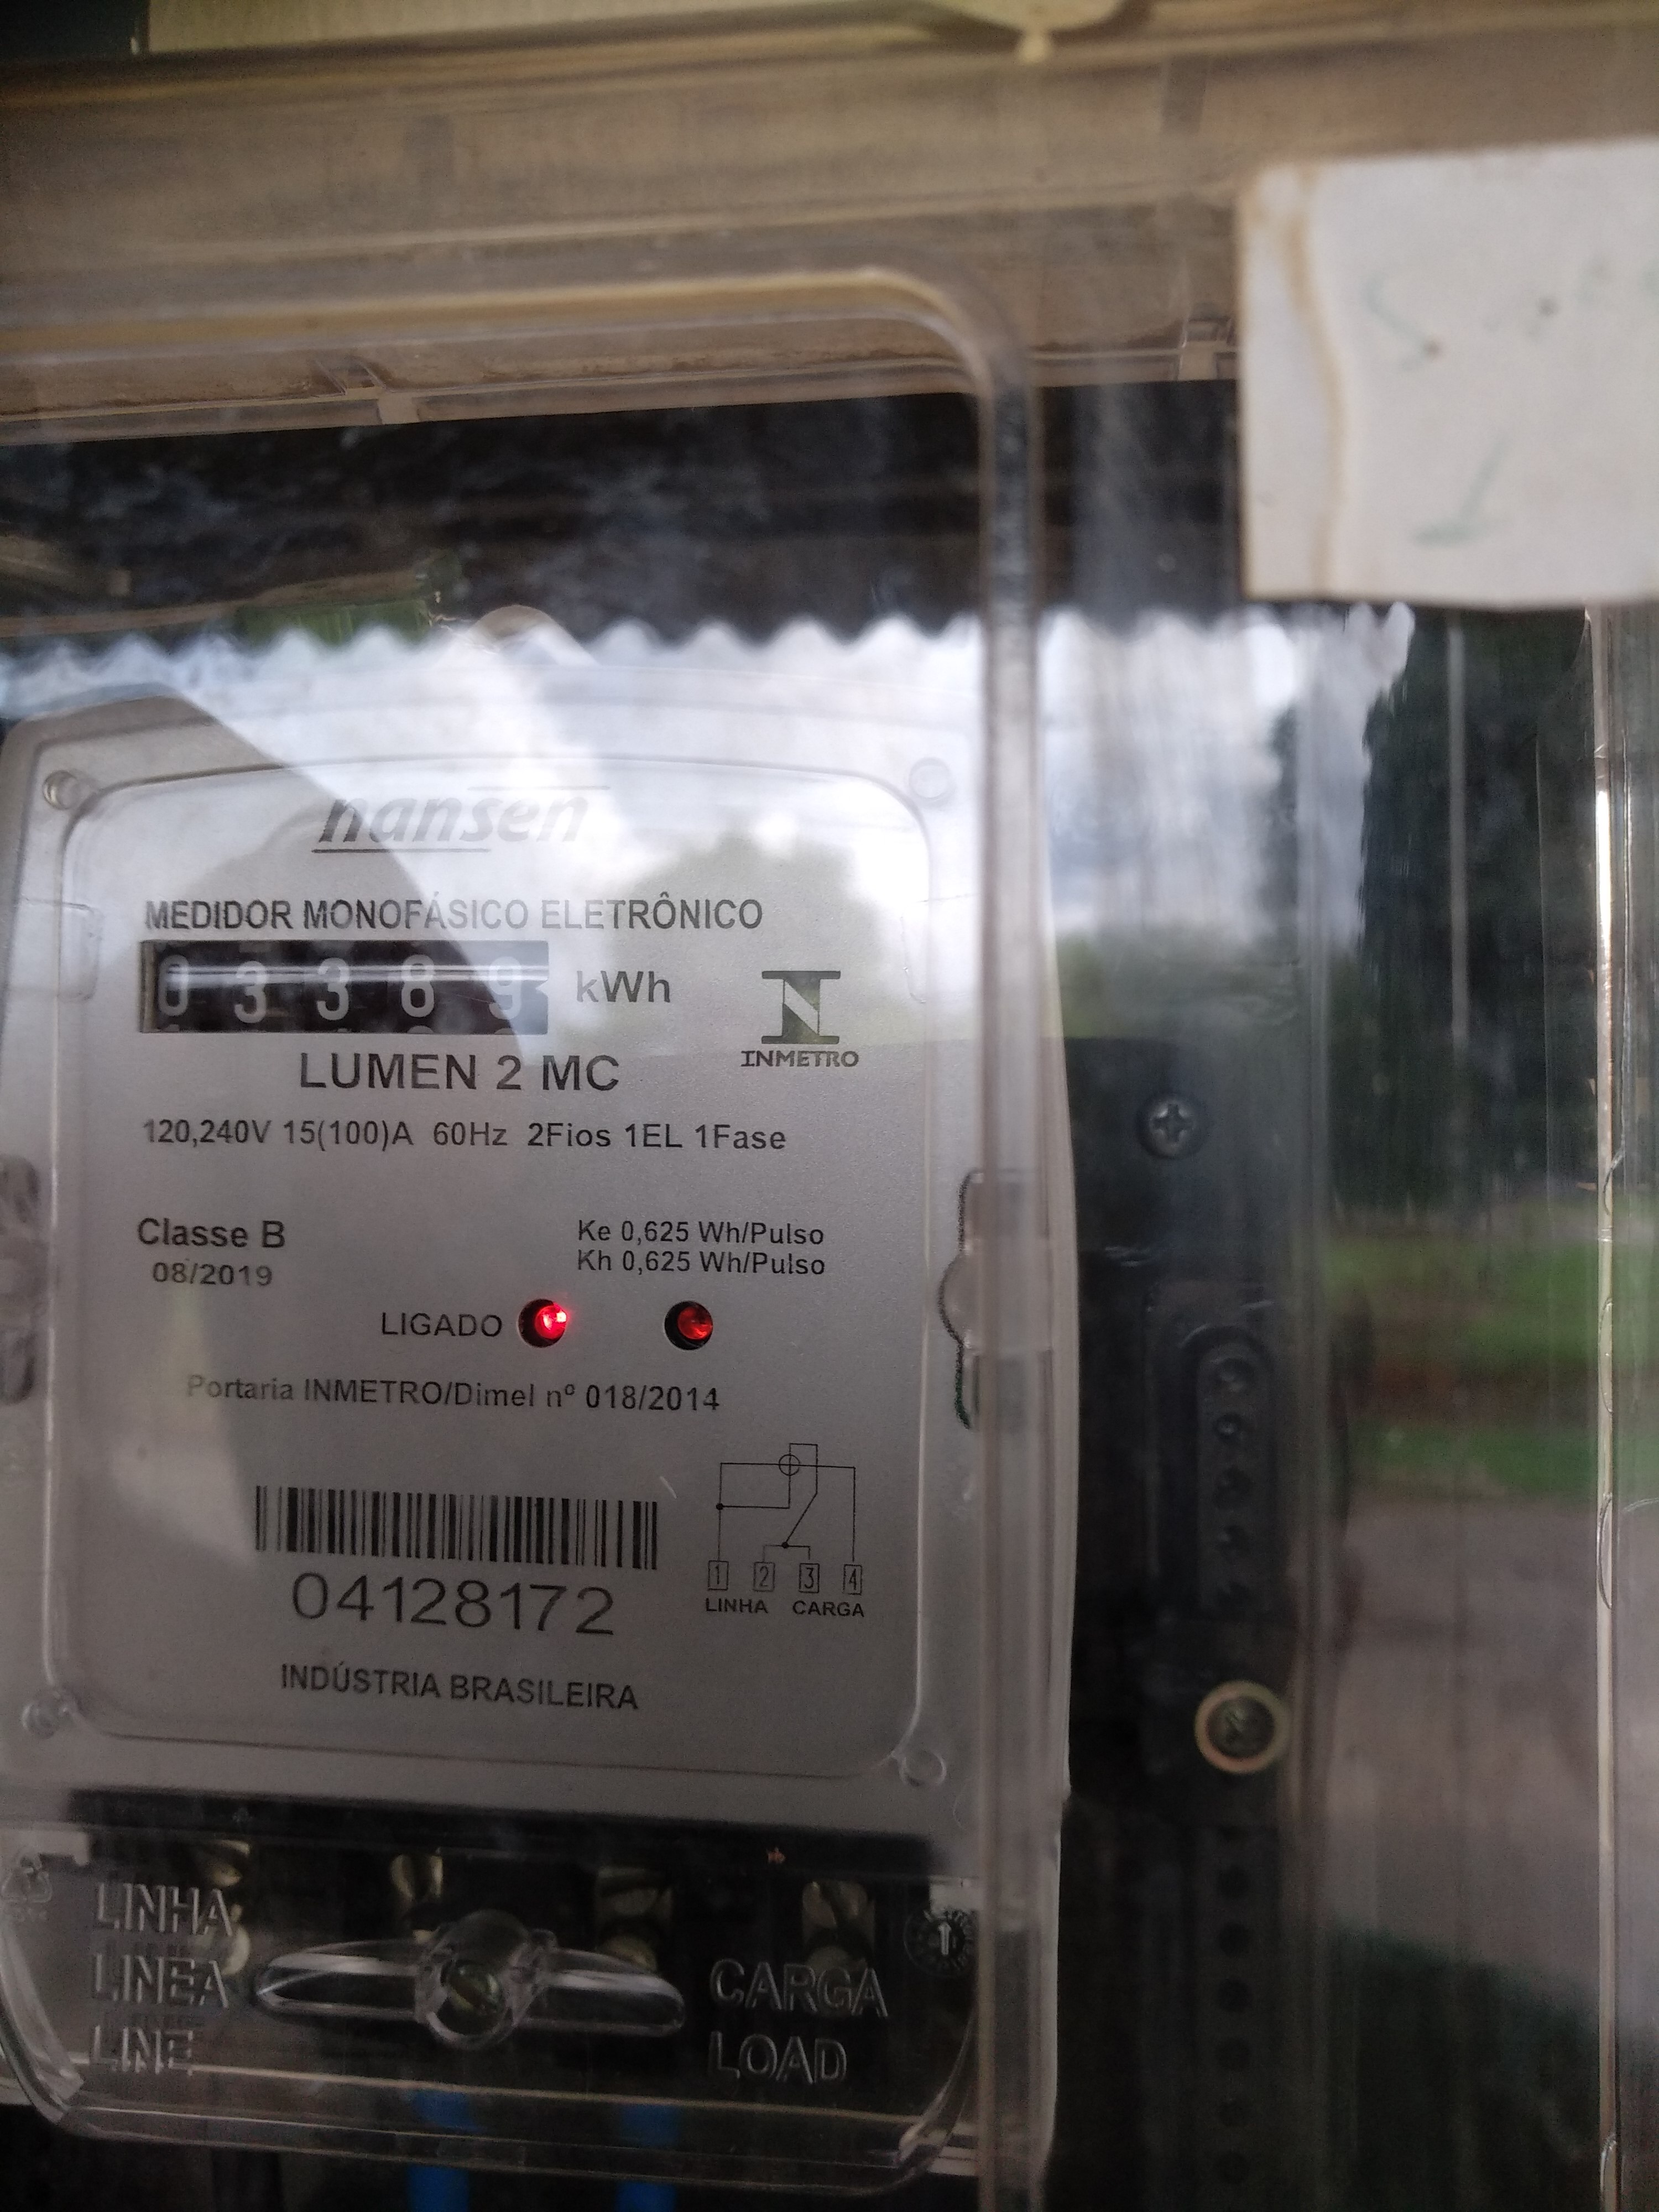 nansen
MEDIDOR MONOFÁSICO ELETRÔNICO
03389 kWh
INMETRO
LUMEN 2 MC
120,240V 15(100)A 60Hz 2Fios 1EL 1Fase
Classe B
08/2019
Ke 0,625 Wh/Pulso
Kh 0,625 Wh/Pulso
LIGADO
Portaria INMETRO/Dimel nº 018/2014
1 2 3 4
LINHA CARGA
04128172
INDÚSTRIA BRASILEIRA
LINHA
LINEA
LINE
CARGA
LOAD